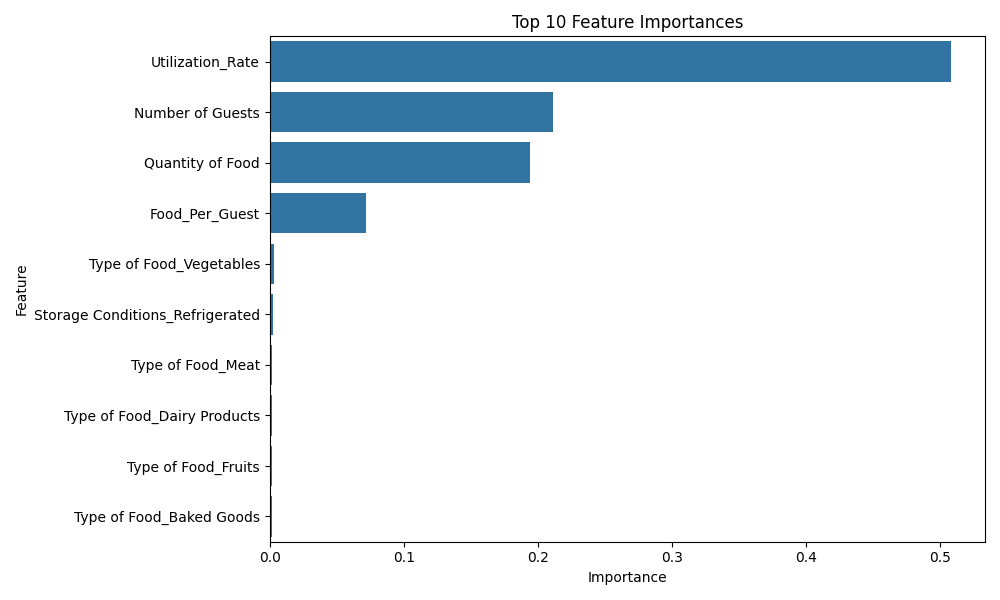 Top 10 Feature Importances
Feature
Utilization_Rate
Number of Guests
Quantity of Food
Food_Per_Guest
Type of Food_Vegetables
Storage Conditions_Refrigerated
Type of Food_Meat
Type of Food_Dairy Products
Type of Food_Fruits
Type of Food_Baked Goods
0.0 0.1 0.2 0.3 0.4 0.5
Importance